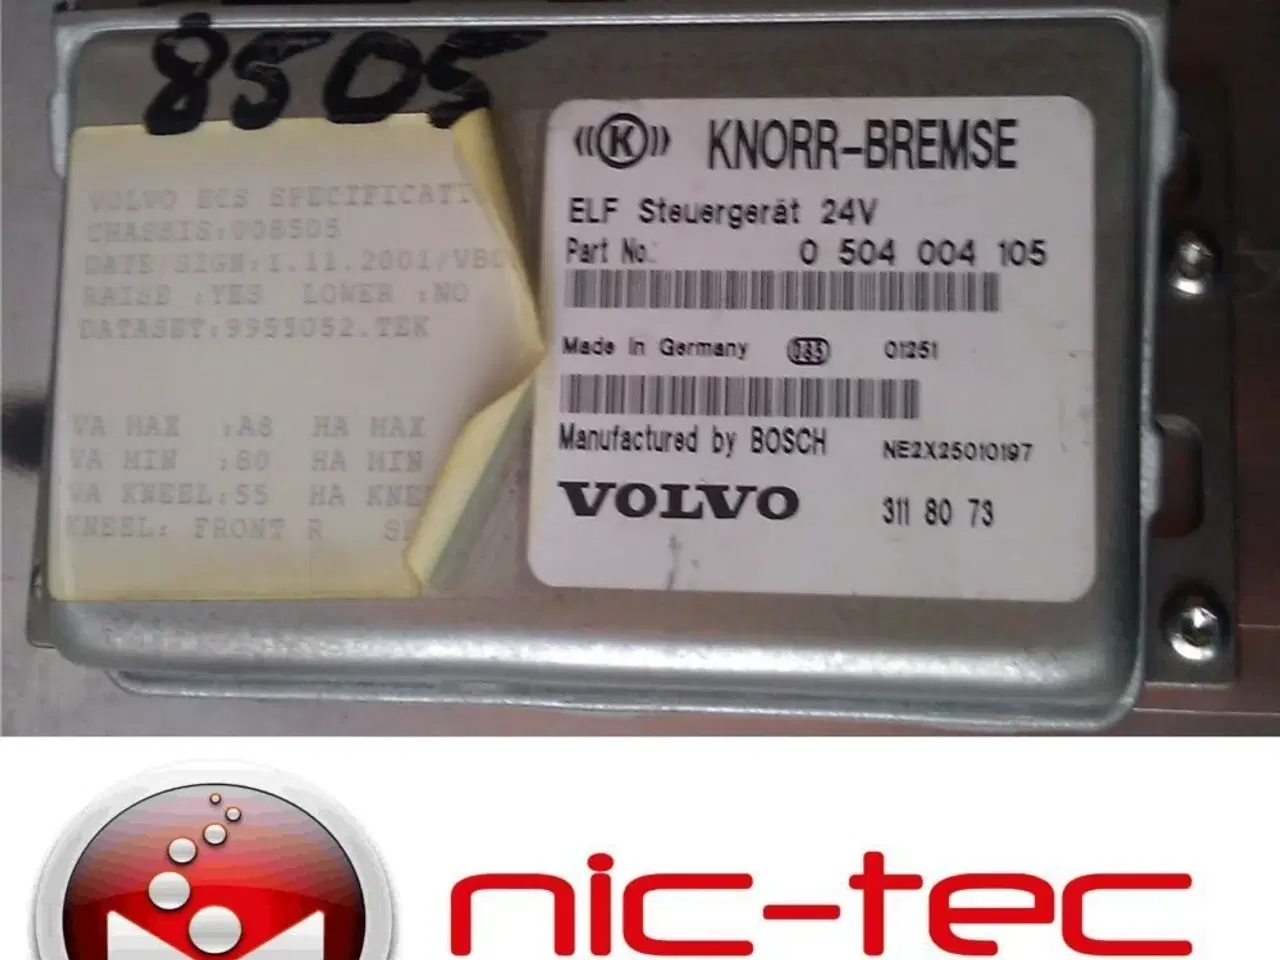 8505
VOLVO ECS SPECIFICATI
CHASSIS:008505
DATE/SIGN:1.11.2001/VBC
RAISE :YES LOWER :NO
DATASET:9955052.TEK
VA MAX :A8 HA MAX
VA MIN :80 HA MIN
VA KNEEL:55 HA KNE
KNEEL: FRONT R
((K)) KNORR-BREMSE
ELF Steuergerät 24V
Part No.: 0 504 004 105
Made in Germany 085 01251
Manufactured by BOSCH NE2X25010197
VOLVO 311 80 73
nic-tec